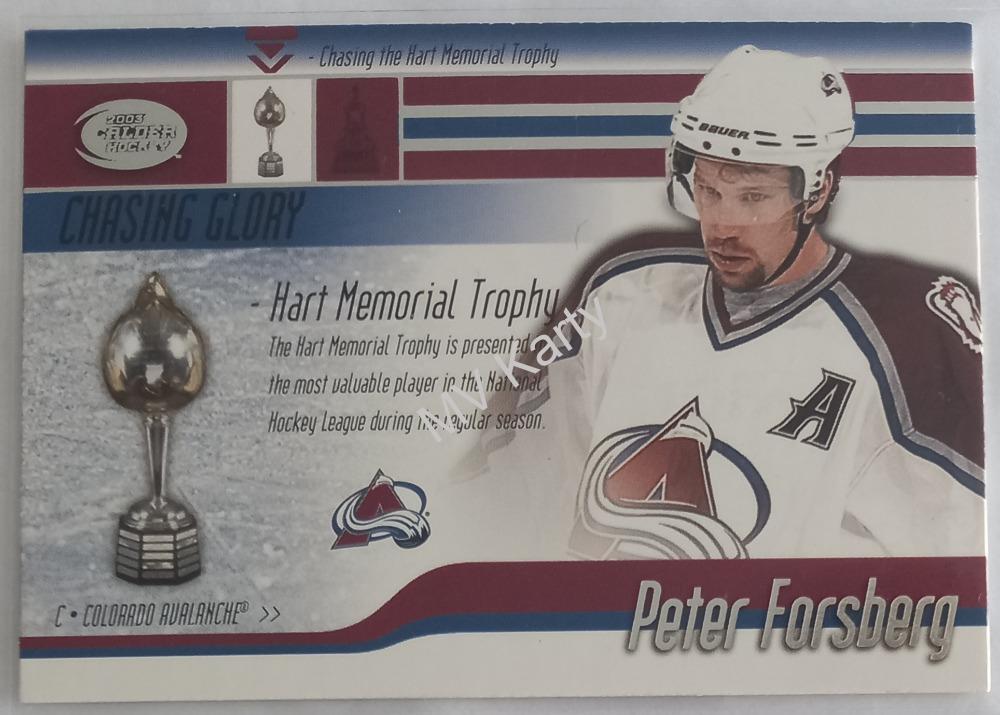 - Chasing the Hart Memorial Trophy
2003
CALDER
HOCKEY
TM
BAUER
CHASING GLORY
- Hart Memorial Trophy
The Hart Memorial Trophy is presented
the most valuable player in the National
Hockey League during the regular season.
MV Karty
A
C • COLORADO AVALANCHE® >>
Peter Forsberg